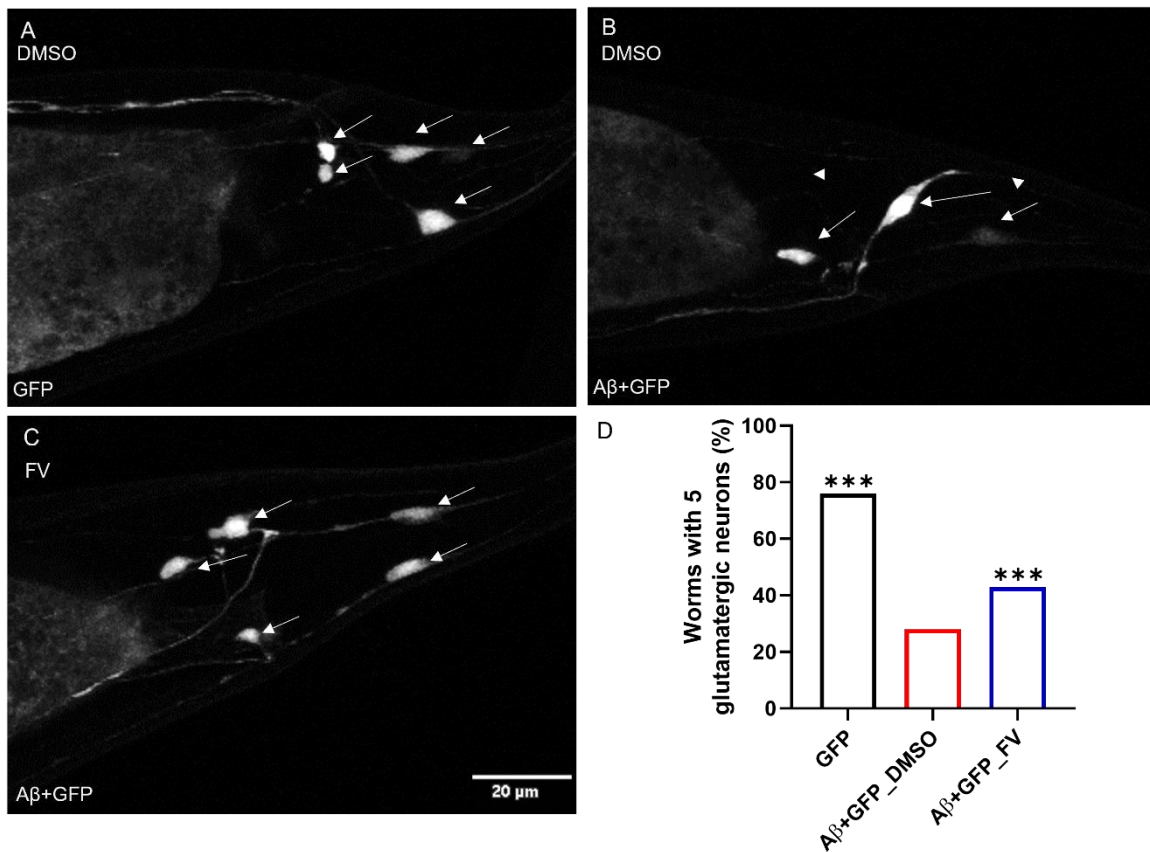 A
DMSO
GFP
B
DMSO
Aβ+GFP
C
FV
Aβ+GFP
20 µm
D
Worms with 5
glutamatergic neurons (%)
100
80
60
40
20
0
***
***
GFP
Aβ+GFP_DMSO
Aβ+GFP_FV